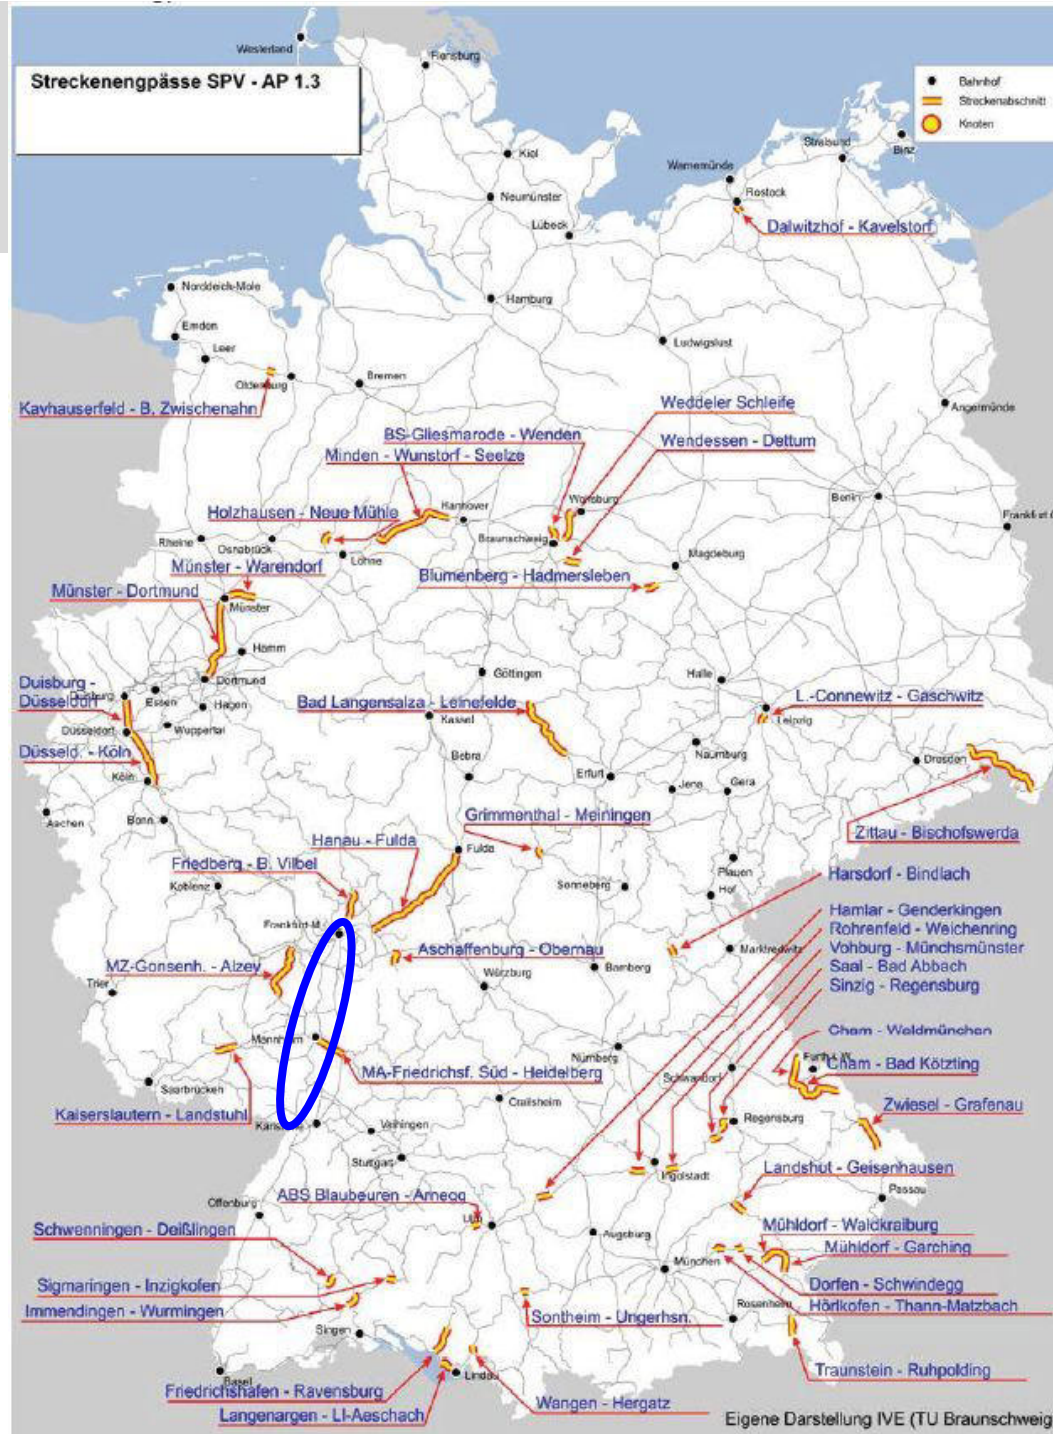 Westerland
Flensburg
Streckenengpässe SPV - AP 1.3
Bahnhof
Streckenabschnitt
Knoten
Kiel
Stralsund
Binz
Warnemünde
Rostock
Neumünster
Lübeck
Dalwitzhof - Kavelstorf
Norddeich-Mole
Hamburg
Emden
Leer
Ludwigslust
Oldenburg
Bremen
Kayhauserfeld - B. Zwischenahn
Weddeler Schleife
Angermünde
BS-Gliesmarode - Wenden
Wendessen - Dettum
Minden - Wunstorf - Seelze
Hannover
Wolfsburg
Berlin
Holzhausen - Neue Mühle
Frankfurt
Rheine
Osnabrück
Löhne
Braunschweig
Magdeburg
Münster - Warendorf
Blumenberg - Hadmersleben
Münster - Dortmund
Münster
Hamm
Göttingen
Halle
Dortmund
Duisburg -
Düsseldorf
Duisburg
Essen
Hagen
Bad Langensalza - Leinefelde
L.-Connewitz - Gaschwitz
Kassel
Leipzig
Düsseldorf
Wuppertal
Düsseld. - Köln
Bebra
Naumburg
Dresden
Köln
Erfurt
Jena
Gera
Aachen
Bonn
Grimmenthal - Meiningen
Zittau - Bischofswerda
Hanau - Fulda
Fulda
Friedberg - B. Vilbel
Plauen
Harsdorf - Bindlach
Koblenz
Sonneberg
Hof
Hamlar - Genderkingen
Frankfurt-M.
Rohrenfeld - Weichenring
Aschaffenburg - Obernau
Marktredwitz
Vohburg - Münchsmünster
MZ-Gonsenh. - Alzey
Bamberg
Saal - Bad Abbach
Trier
Würzburg
Sinzig - Regensburg
Mannheim
Cham - Waldmünchen
Nürnberg
Furth i.W.
MA-Friedrichsf. Süd - Heidelberg
Schwandorf
Cham - Bad Kötzting
Saarbrücken
Crailsheim
Kaiserslautern - Landstuhl
Zwiesel - Grafenau
Vaihingen
Regensburg
Stuttgart
Ingolstadt
Landshut - Geisenhausen
ABS Blaubeuren - Arnegg
Passau
Offenburg
Ulm
Mühldorf - Waldkraiburg
Schwenningen - Deißlingen
Augsburg
Mühldorf - Garching
München
Sigmaringen - Inzigkofen
Dorfen - Schwindegg
Immendingen - Wurmingen
Rosenheim
Hörlkofen - Thann-Matzbach
Sontheim - Ungerhsn.
Singen
Traunstein - Ruhpolding
Basel
Lindau
Friedrichshafen - Ravensburg
Wangen - Hergatz
Langenargen - LI-Aeschach
Eigene Darstellung IVE (TU Braunschweig